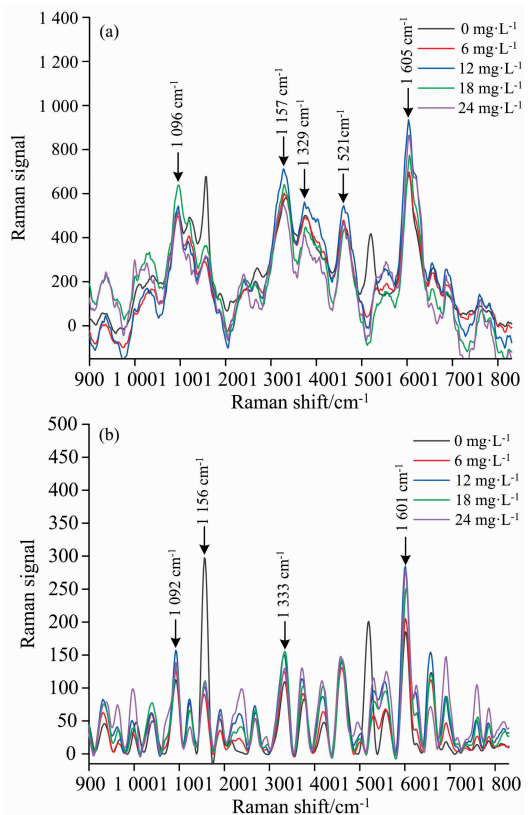 (a)
0 mg·L⁻¹
6 mg·L⁻¹
12 mg·L⁻¹
18 mg·L⁻¹
24 mg·L⁻¹
1 096 cm⁻¹
1 157 cm⁻¹
1 329 cm⁻¹
1 521cm⁻¹
1 605 cm⁻¹
1 400
1 200
1 000
800
600
400
200
0
Raman signal
900 1 0001 1001 2001 3001 4001 5001 6001 7001 800
Raman shift/cm⁻¹
(b)
0 mg·L⁻¹
6 mg·L⁻¹
12 mg·L⁻¹
18 mg·L⁻¹
24 mg·L⁻¹
1 092 cm⁻¹
1 156 cm⁻¹
1 333 cm⁻¹
1 601 cm⁻¹
500
450
400
350
300
250
200
150
100
50
0
Raman signal
900 1 0001 1001 2001 3001 4001 5001 6001 7001 800
Raman shift/cm⁻¹